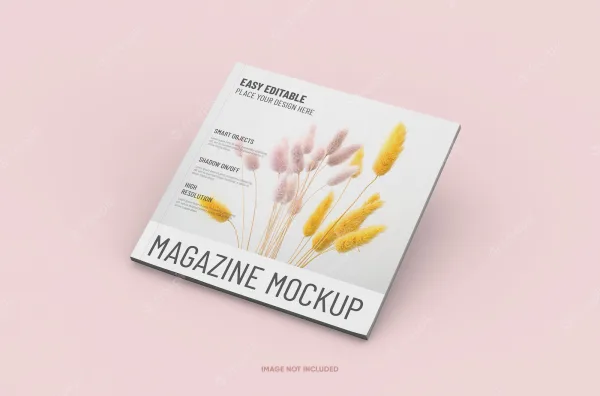 EASY EDITABLE
PLACE YOUR DESIGN HERE
SMART OBJECTS
SHADOW ON/OFF
HIGH
RESOLUTION
MAGAZINE MOCKUP
IMAGE NOT INCLUDED